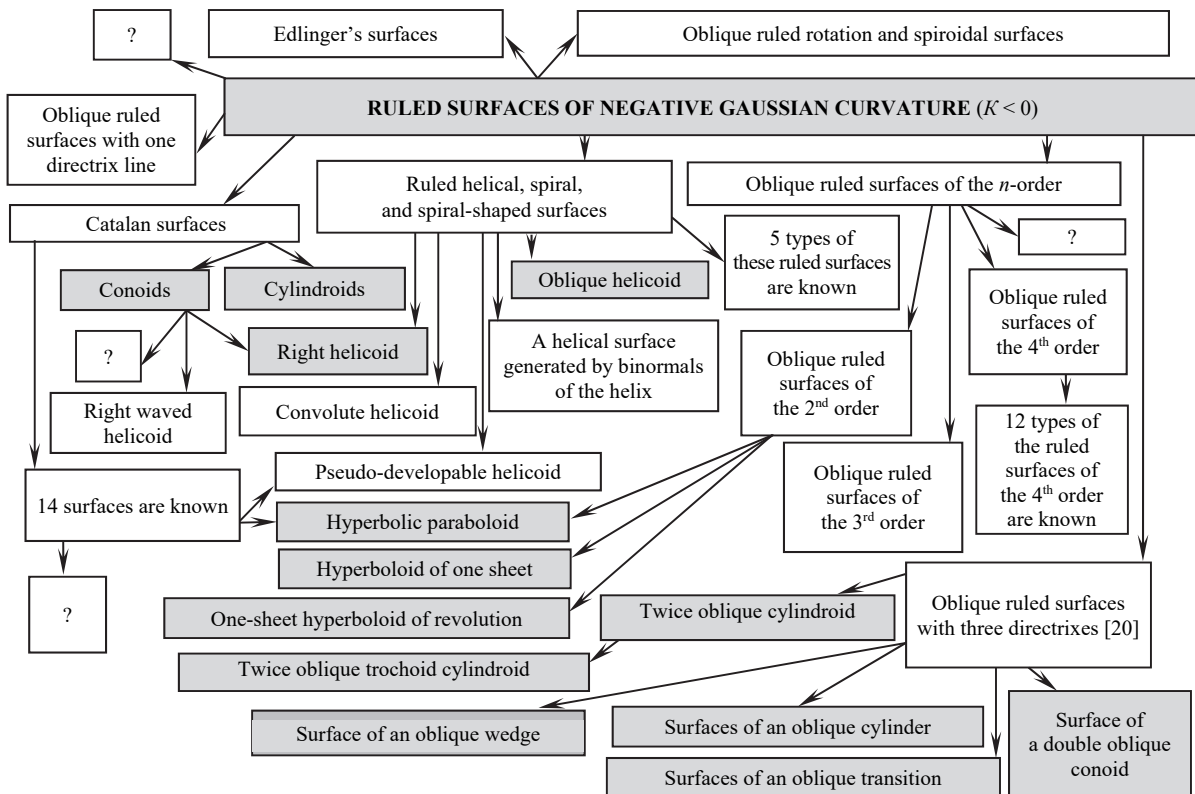 ?
Edlinger's surfaces
Oblique ruled rotation and spiroidal surfaces
RULED SURFACES OF NEGATIVE GAUSSIAN CURVATURE (K < 0)
Oblique ruled
surfaces with one
directrix line
Catalan surfaces
Ruled helical, spiral,
and spiral-shaped surfaces
Oblique ruled surfaces of the n-order
Conoids
Cylindroids
Oblique helicoid
5 types of
these ruled surfaces
are known
?
Oblique ruled
surfaces of
the 4th order
?
Right helicoid
A helical surface
generated by binormals
of the helix
Oblique ruled
surfaces of
the 2nd order
Right waved
helicoid
Convolute helicoid
12 types of
the ruled
surfaces of
the 4th order
are known
Oblique ruled
surfaces of
the 3rd order
14 surfaces are known
Pseudo-developable helicoid
Hyperbolic paraboloid
Hyperboloid of one sheet
?
One-sheet hyperboloid of revolution
Twice oblique cylindroid
Oblique ruled surfaces
with three directrixes [20]
Twice oblique trochoid cylindroid
Surface of an oblique wedge
Surfaces of an oblique cylinder
Surface of
a double oblique
conoid
Surfaces of an oblique transition